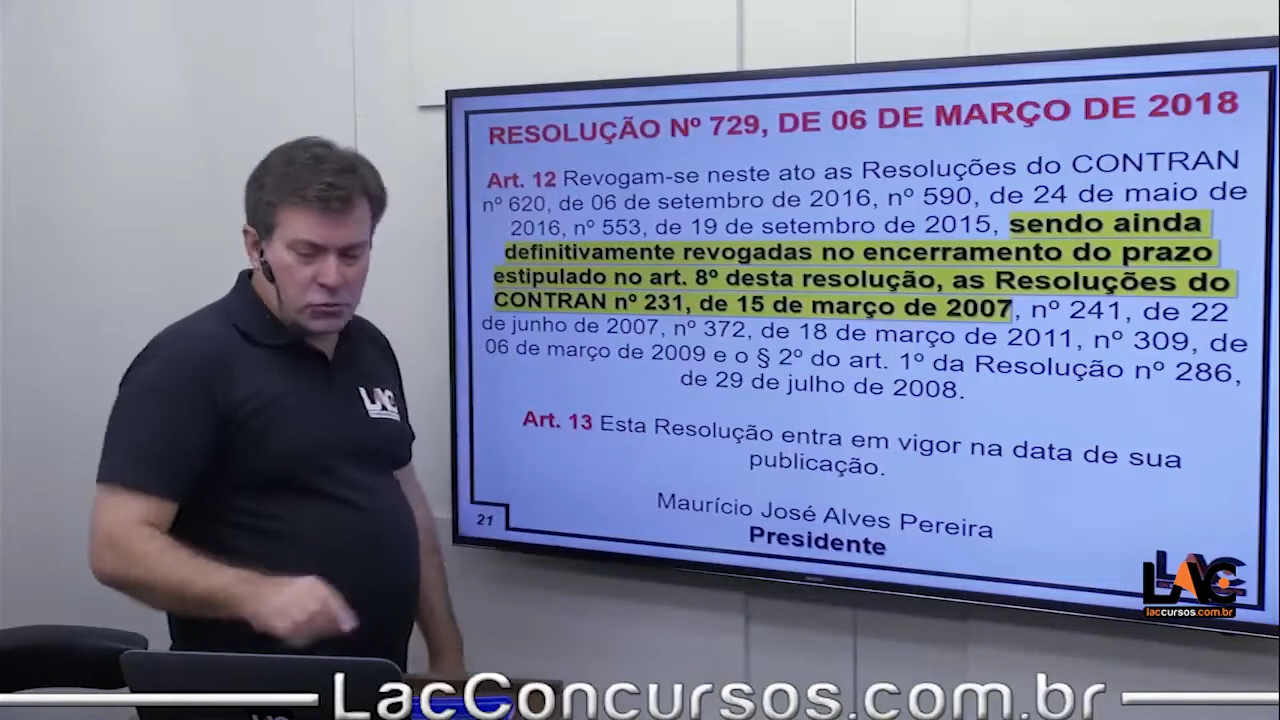 RESOLUÇÃO Nº 729, DE 06 DE MARÇO DE 2018
Art. 12 Revogam-se neste ato as Resoluções do CONTRAN
nº 620, de 06 de setembro de 2016, nº 590, de 24 de maio de
2016, nº 553, de 19 de setembro de 2015, sendo ainda
definitivamente revogadas no encerramento do prazo
estipulado no art. 8º desta resolução, as Resoluções do
CONTRAN nº 231, de 15 de março de 2007, nº 241, de 22
de junho de 2007, nº 372, de 18 de março de 2011, nº 309, de
06 de março de 2009 e o § 2º do art. 1º da Resolução nº 286,
de 29 de julho de 2008.
Art. 13 Esta Resolução entra em vigor na data de sua
publicação.
Maurício José Alves Pereira
Presidente
21
LAC
LAC
laccursos.com.br
LacConcursos.com.br